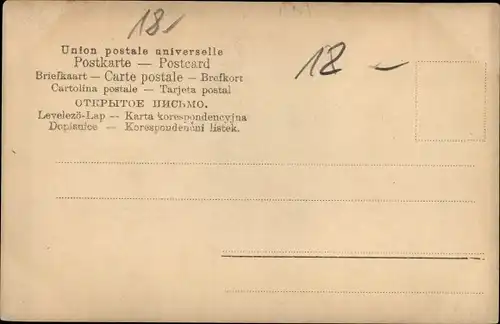 18
Union postale universelle
Postkarte — Postcard
Briefkaart — Carte postale — Brefkort
Cartolina postale — Tarjeta postal
ОТКРЫТОЕ ПИСЬМО.
Levelező-Lap — Karta korespondencyjna
Dopisnice — Korespondenční lístek.
12 —